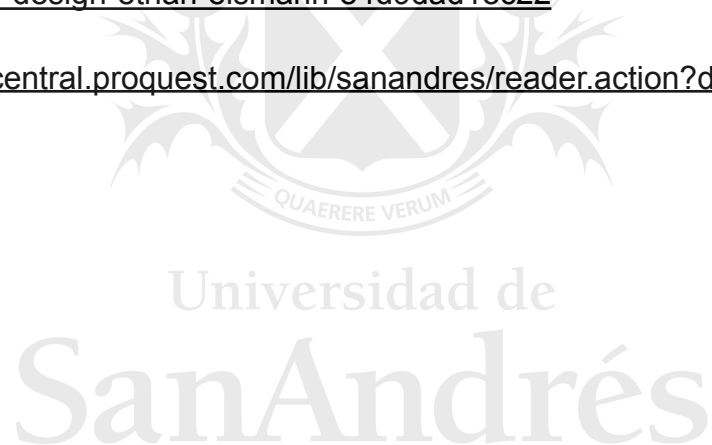 central.proquest.com/lib/sanandres/reader.action?d
QUAERERE VERUM
Universidad de
SanAndrés